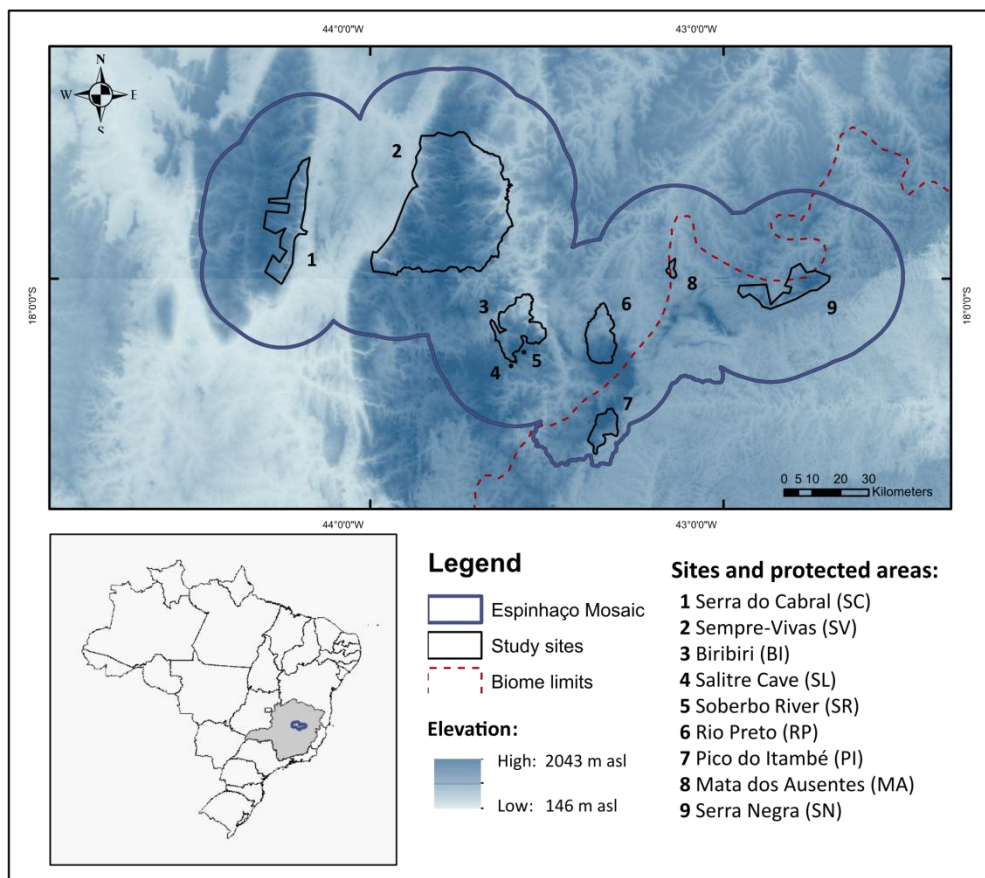 44°0'0"W 43°0'0"W
N
W E
S
2
1
8
9
3
6
5
4
7
18°0'0"S 18°0'0"S
0 5 10 20 30
Kilometers
44°0'0"W 43°0'0"W
Legend
Espinhaço Mosaic
Study sites
Biome limits
Elevation:
High: 2043 m asl
Low: 146 m asl
Sites and protected areas:
1 Serra do Cabral (SC)
2 Sempre-Vivas (SV)
3 Biribiri (BI)
4 Salitre Cave (SL)
5 Soberbo River (SR)
6 Rio Preto (RP)
7 Pico do Itambé (PI)
8 Mata dos Ausentes (MA)
9 Serra Negra (SN)